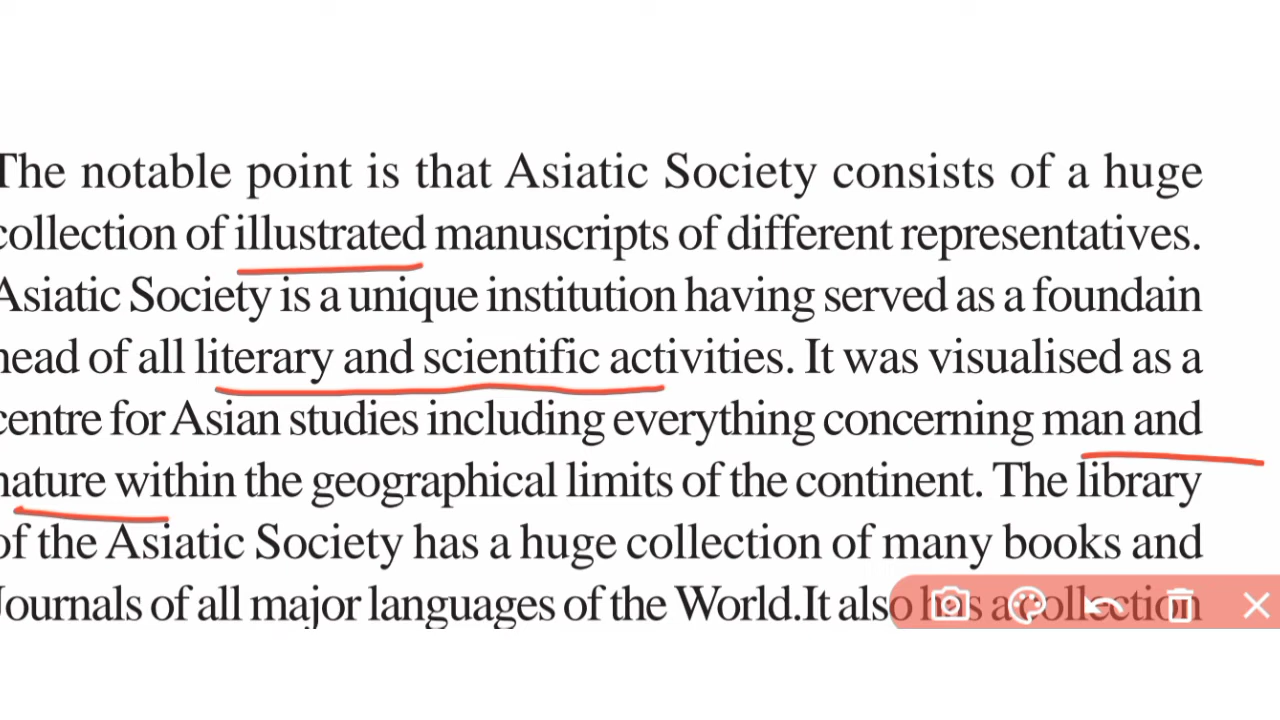 The notable point is that Asiatic Society consists of a huge
collection of illustrated manuscripts of different representatives.
Asiatic Society is a unique institution having served as a foundain
head of all literary and scientific activities. It was visualised as a
centre for Asian studies including everything concerning man and
nature within the geographical limits of the continent. The library
of the Asiatic Society has a huge collection of many books and
Journals of all major languages of the World.It also has a collection